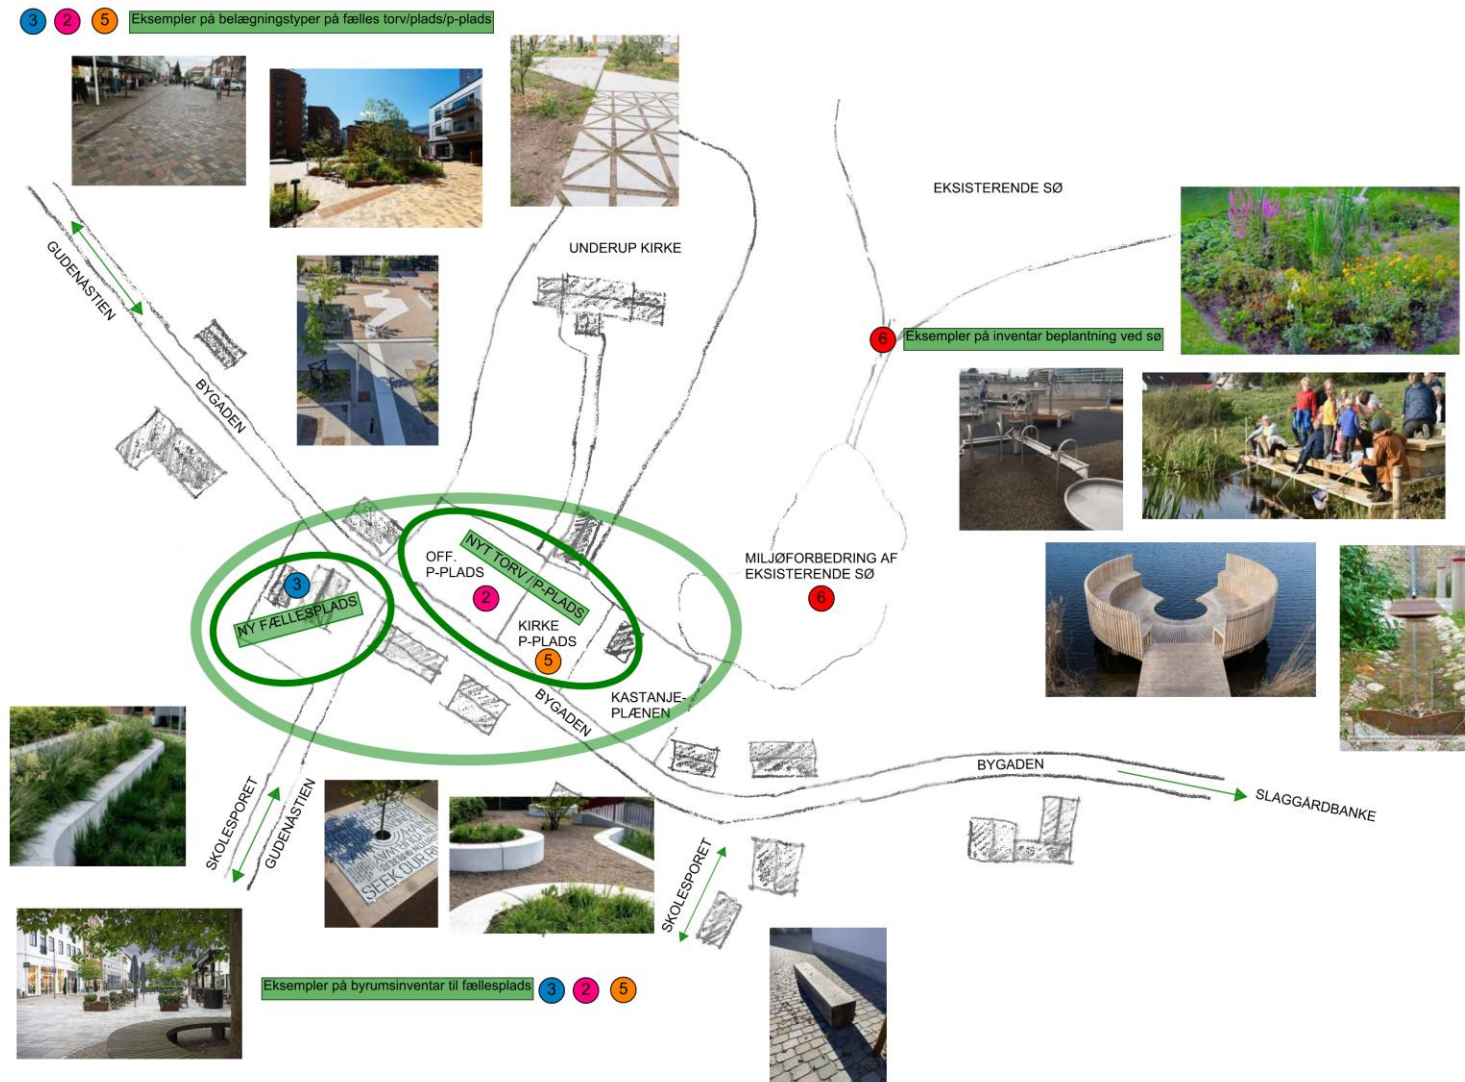 3 2 5 Eksempler på belægningstyper på fælles torv/plads/p-plads
EKSISTERENDE SØ
UNDERUP KIRKE
GUDENÅSTIEN
6 Eksempler på inventar beplantning ved sø
BYGADEN
OFF.
P-PLADS
2
NYT TORV / P-PLADS
MILJØFORBEDRING AF
EKSISTERENDE SØ
6
3
NY FÆLLESPLADS
KIRKE
P-PLADS
5
KASTANJE-
PLÆNEN
BYGADEN
BYGADEN
SLAGGÅRDBANKE
SKOLESPORET
GUDENÅSTIEN
SEEK OUR
SKOLESPORET
Eksempler på byrumsinventar til fællesplads 3 2 5